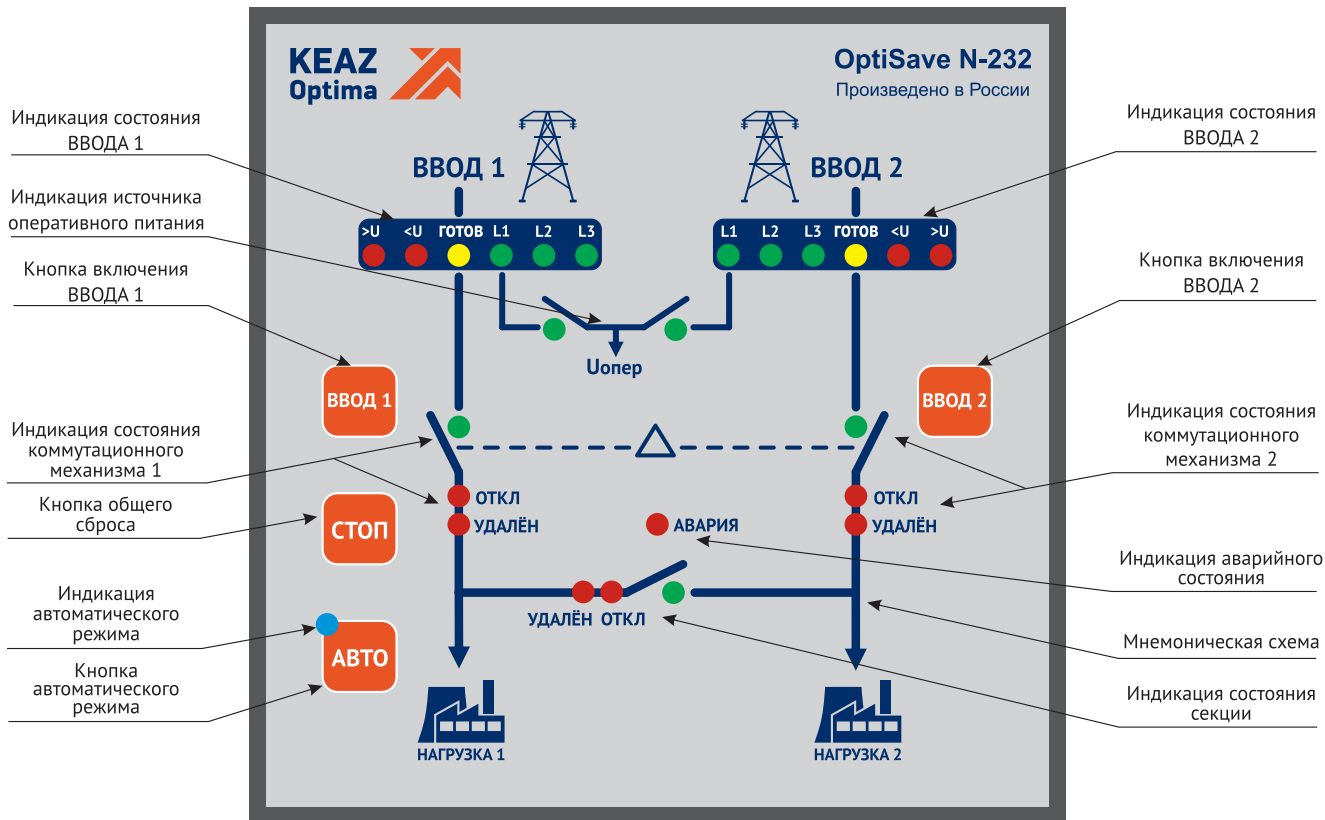 KEAZ
Optima
OptiSave N-232
Произведено в России
Индикация состояния
ВВОДА 1
Индикация источника
оперативного питания
Кнопка включения
ВВОДА 1
Индикация состояния
коммутационного
механизма 1
Кнопка общего
сброса
Индикация
автоматического
режима
Кнопка
автоматического
режима
ВВОД 1
ВВОД 2
>U <U ГОТОВ L1 L2 L3
L1 L2 L3 ГОТОВ <U >U
Uопер
ВВОД 1
ВВОД 2
ОТКЛ
УДАЛЁН
СТОП
АВАРИЯ
ОТКЛ
УДАЛЁН
УДАЛЁН ОТКЛ
АВТО
НАГРУЗКА 1
НАГРУЗКА 2
Индикация состояния
ВВОДА 2
Кнопка включения
ВВОДА 2
Индикация состояния
коммутационного
механизма 2
Индикация аварийного
состояния
Мнемоническая схема
Индикация состояния
секции